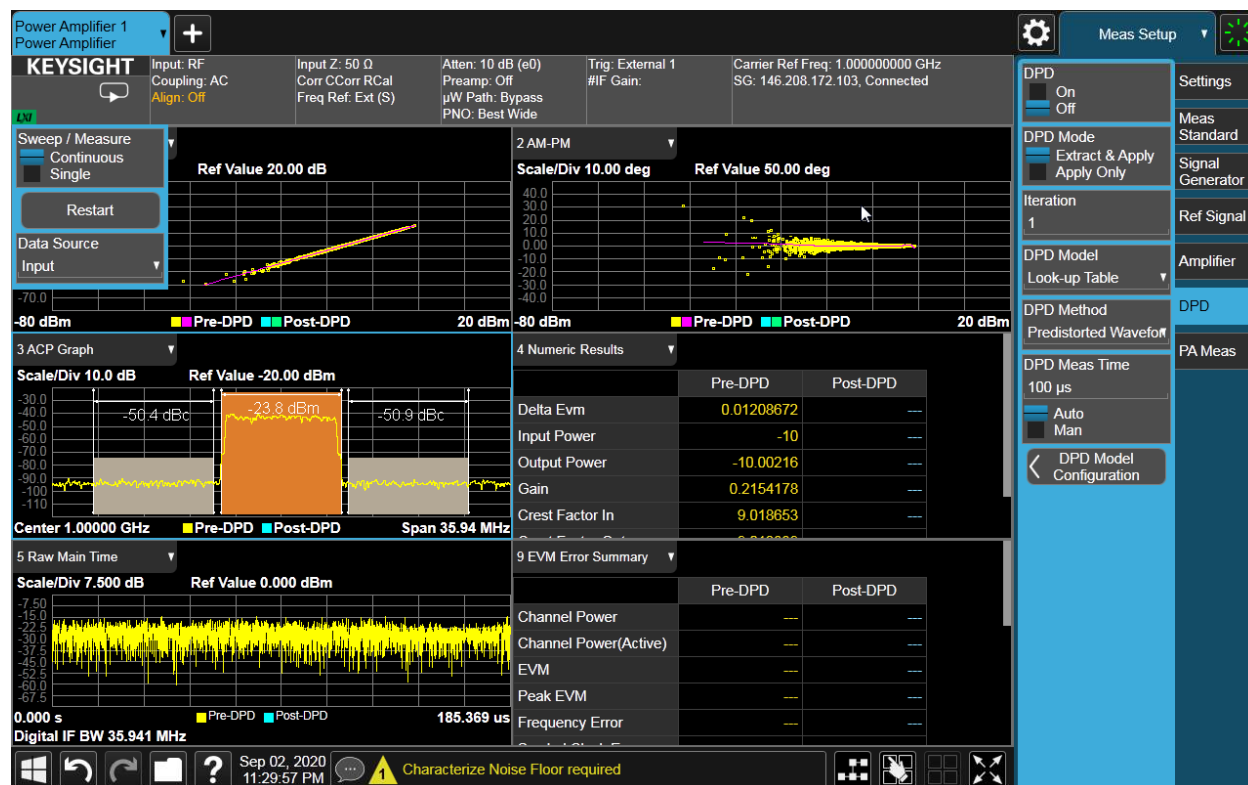 Power Amplifier 1
Power Amplifier
Meas Setup
KEYSIGHT
LXI
Input: RF
Coupling: AC
Align: Off
Input Z: 50 Ω
Corr CCorr RCal
Freq Ref: Ext (S)
Atten: 10 dB (e0)
Preamp: Off
µW Path: Bypass
PNO: Best Wide
Trig: External 1
#IF Gain:
Carrier Ref Freq: 1.000000000 GHz
SG: 146.208.172.103, Connected
Sweep / Measure
Continuous
Single
Restart
Data Source
Input
Ref Value 20.00 dB
-70.0
-80 dBm
Pre-DPD
Post-DPD
20 dBm
2 AM-PM
Scale/Div 10.00 deg
Ref Value 50.00 deg
40.0
30.0
20.0
10.0
0.00
-10.0
-20.0
-30.0
-40.0
-80 dBm
Pre-DPD
Post-DPD
20 dBm
3 ACP Graph
Scale/Div 10.0 dB
Ref Value -20.00 dBm
-30.0
-40.0
-50.0
-60.0
-70.0
-80.0
-90.0
-100
-110
-50.4 dBc
-23.8 dBm
-50.9 dBc
Center 1.00000 GHz
Pre-DPD
Post-DPD
Span 35.94 MHz
4 Numeric Results
Pre-DPD Post-DPD
Delta Evm 0.01208672 ---
Input Power -10 ---
Output Power -10.00216 ---
Gain 0.2154178 ---
Crest Factor In 9.018653 ---
5 Raw Main Time
Scale/Div 7.500 dB
Ref Value 0.000 dBm
-7.50
-15.0
-22.5
-30.0
-37.5
-45.0
-52.5
-60.0
-67.5
0.000 s
Pre-DPD
Post-DPD
185.369 us
Digital IF BW 35.941 MHz
9 EVM Error Summary
Pre-DPD Post-DPD
Channel Power --- ---
Channel Power(Active) --- ---
EVM --- ---
Peak EVM --- ---
Frequency Error --- ---
DPD
On
Off
DPD Mode
Extract & Apply
Apply Only
Iteration
1
DPD Model
Look-up Table
DPD Method
Predistorted
DPD Meas Time
100 µs
Auto
Man
DPD Model
Configuration
Settings
Meas
Standard
Signal
Generator
Ref Signal
Amplifier
DPD
PA Meas
?
Sep 02, 2020
11:29:57 PM
1
Characterize Noise Floor required